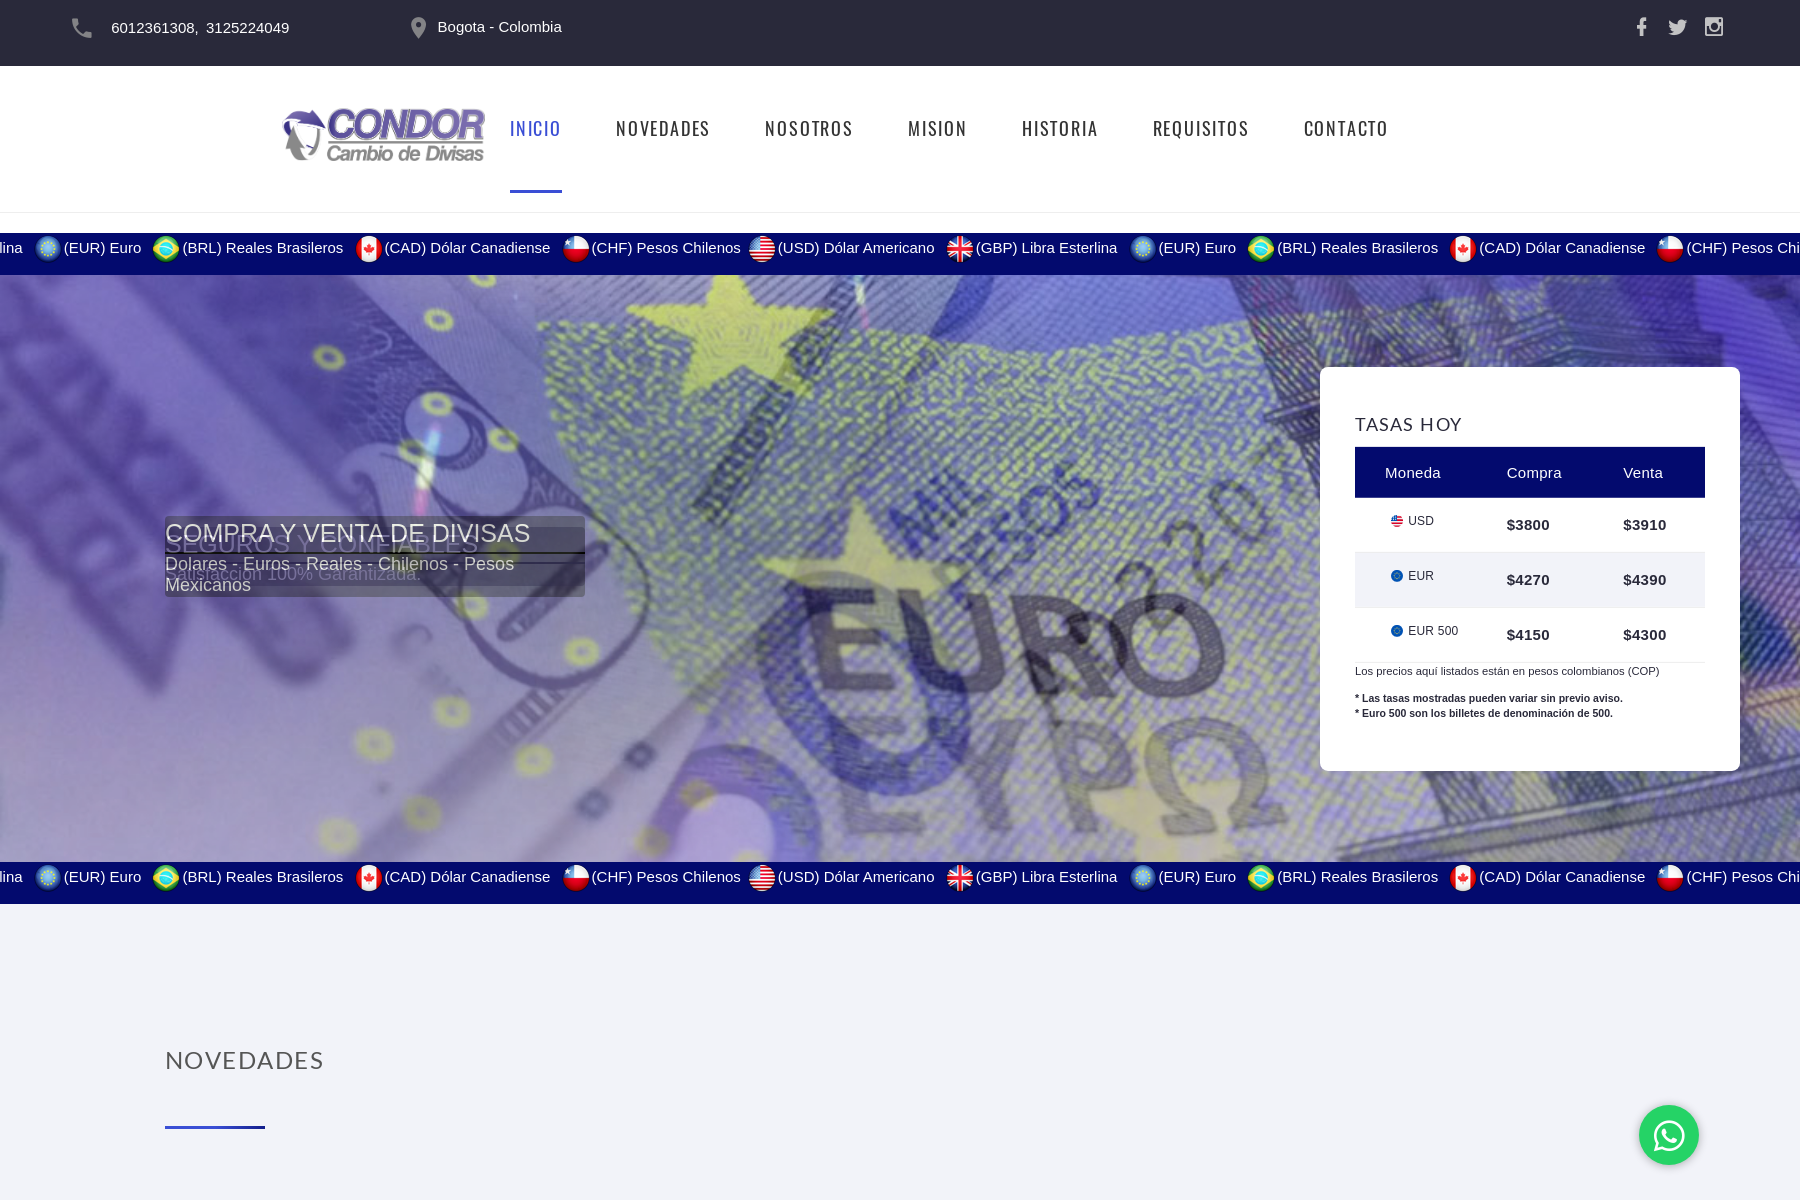 6012361308, 3125224049
Bogota - Colombia
CONDOR
Cambio de Divisas
INICIO NOVEDADES NOSOTROS MISION HISTORIA REQUISITOS CONTACTO
lina (EUR) Euro (BRL) Reales Brasileros (CAD) Dólar Canadiense (CHF) Pesos Chilenos (USD) Dólar Americano (GBP) Libra Esterlina (EUR) Euro (BRL) Reales Brasileros (CAD) Dólar Canadiense (CHF) Pesos Chi
COMPRA Y VENTA DE DIVISAS
SEGUROS Y CONFIABLES
Dolares - Euros - Reales - Chilenos - Pesos
Mexicanos
Satisfacción 100% Garantizada.
EURO
ΕΥΡΩ
TASAS HOY
Moneda Compra Venta
USD $3800 $3910
EUR $4270 $4390
EUR 500 $4150 $4300
Los precios aquí listados están en pesos colombianos (COP)
* Las tasas mostradas pueden variar sin previo aviso.
* Euro 500 son los billetes de denominación de 500.
lina (EUR) Euro (BRL) Reales Brasileros (CAD) Dólar Canadiense (CHF) Pesos Chilenos (USD) Dólar Americano (GBP) Libra Esterlina (EUR) Euro (BRL) Reales Brasileros (CAD) Dólar Canadiense (CHF) Pesos Chi
NOVEDADES